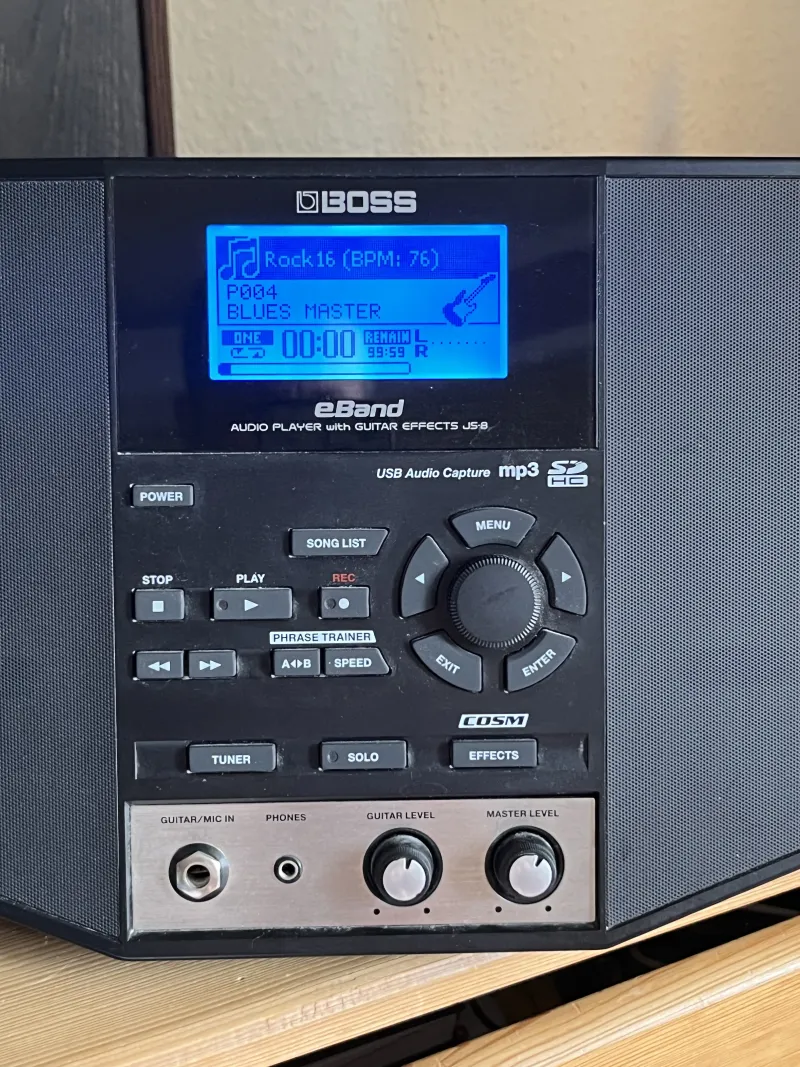 BOSS
Rock16 (BPM: 76)
P004
BLUES MASTER
ONE 00:00 REMAIN L
99:59 R
eBand
AUDIO PLAYER with GUITAR EFFECTS JS-8
USB Audio Capture mp3 SD
HC
POWER
MENU
SONG LIST
STOP PLAY REC
PHRASE TRAINER
A B SPEED
EXIT ENTER
COSM
TUNER SOLO EFFECTS
GUITAR/MIC IN PHONES GUITAR LEVEL MASTER LEVEL